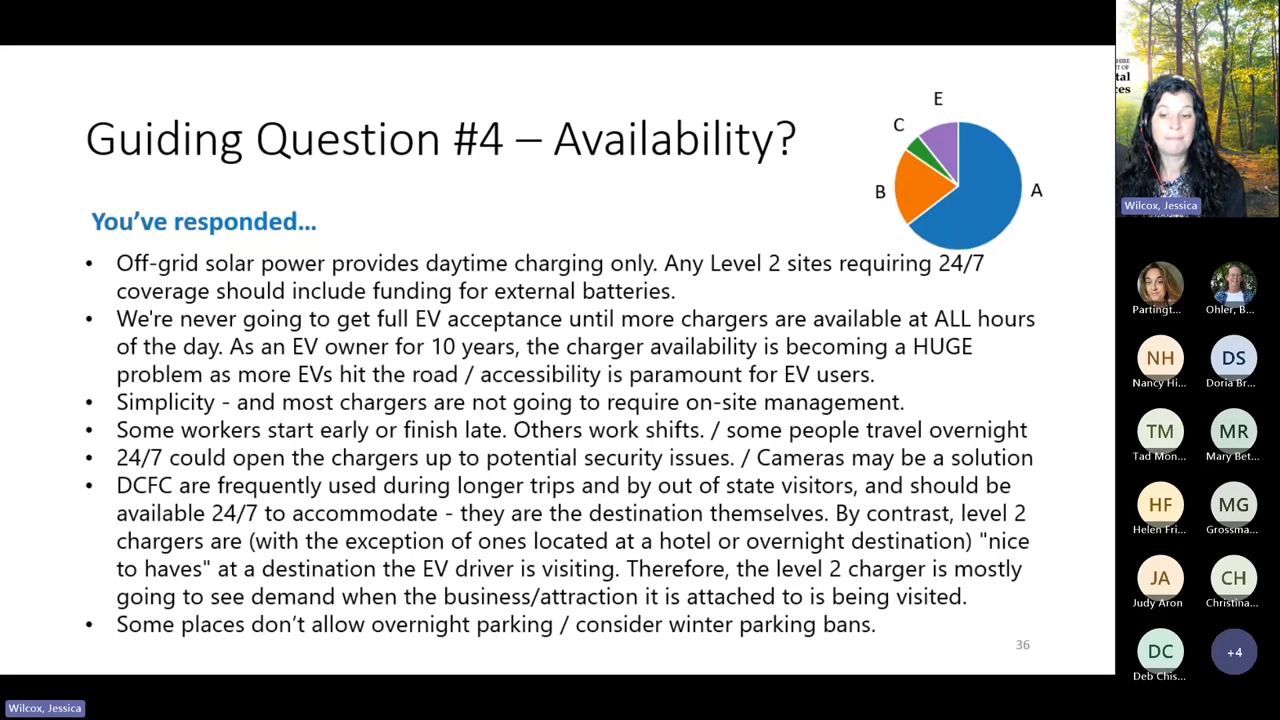 Guiding Question #4 – Availability?
E
C
B
A
You've responded...
• Off-grid solar power provides daytime charging only. Any Level 2 sites requiring 24/7
coverage should include funding for external batteries.
• We're never going to get full EV acceptance until more chargers are available at ALL hours
of the day. As an EV owner for 10 years, the charger availability is becoming a HUGE
problem as more EVs hit the road / accessibility is paramount for EV users.
• Simplicity - and most chargers are not going to require on-site management.
• Some workers start early or finish late. Others work shifts. / some people travel overnight
• 24/7 could open the chargers up to potential security issues. / Cameras may be a solution
• DCFC are frequently used during longer trips and by out of state visitors, and should be
available 24/7 to accommodate - they are the destination themselves. By contrast, level 2
chargers are (with the exception of ones located at a hotel or overnight destination) "nice
to haves" at a destination the EV driver is visiting. Therefore, the level 2 charger is mostly
going to see demand when the business/attraction it is attached to is being visited.
• Some places don't allow overnight parking / consider winter parking bans.
36
HIRE
T OF
tal
ces
Wilcox, Jessica
Partingt...
Ohler, B...
NH
DS
Nancy Hi...
Doria Br...
TM
MR
Tad Mon...
Mary Bet...
HF
MG
Helen Fri...
Grossma...
JA
CH
Judy Aron
Christina...
DC
+4
Deb Chis...
Wilcox, Jessica